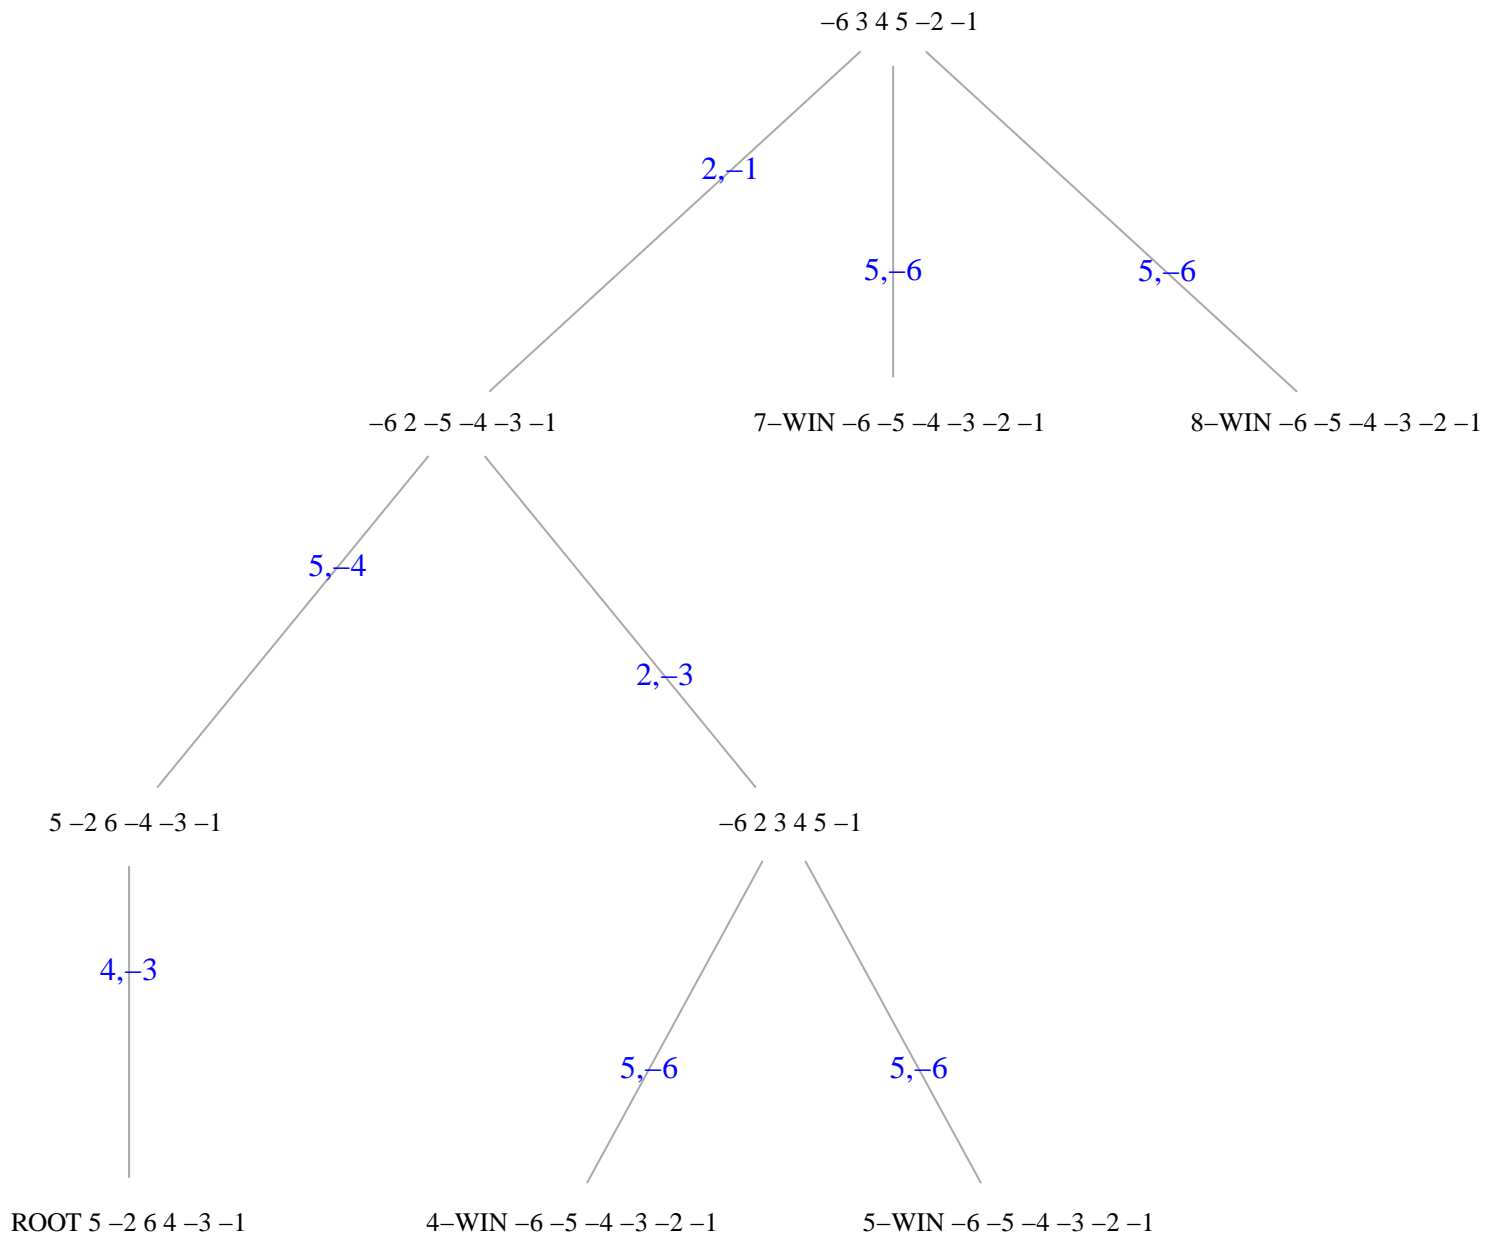 –6 3 4 5 –2 –1
2,–1
5,–6
5,–6
–6 2 –5 –4 –3 –1
7–WIN –6 –5 –4 –3 –2 –1
8–WIN –6 –5 –4 –3 –2 –1
5,–4
2,–3
5 –2 6 –4 –3 –1
–6 2 3 4 5 –1
4,–3
5,–6
5,–6
ROOT 5 –2 6 4 –3 –1
4–WIN –6 –5 –4 –3 –2 –1
5–WIN –6 –5 –4 –3 –2 –1